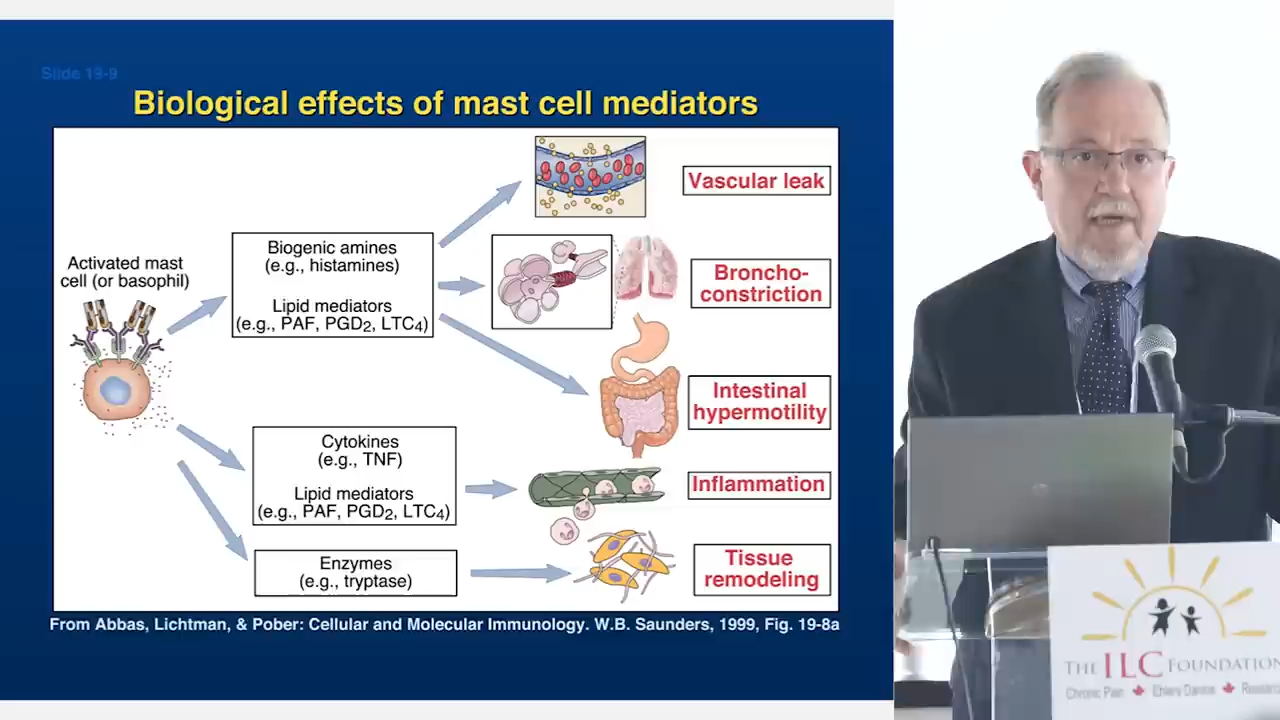 Slide 19-9
Biological effects of mast cell mediators
Activated mast
cell (or basophil)
Biogenic amines
(e.g., histamines)
Lipid mediators
(e.g., PAF, PGD2, LTC4)
Vascular leak
Broncho-
constriction
Intestinal
hypermotility
Cytokines
(e.g., TNF)
Lipid mediators
(e.g., PAF, PGD2, LTC4)
Inflammation
Enzymes
(e.g., tryptase)
Tissue
remodeling
From Abbas, Lichtman, & Pober: Cellular and Molecular Immunology. W.B. Saunders, 1999, Fig. 19-8a
THE ILC FOUNDATION
Chronic Pain Ehlers Danlos Research